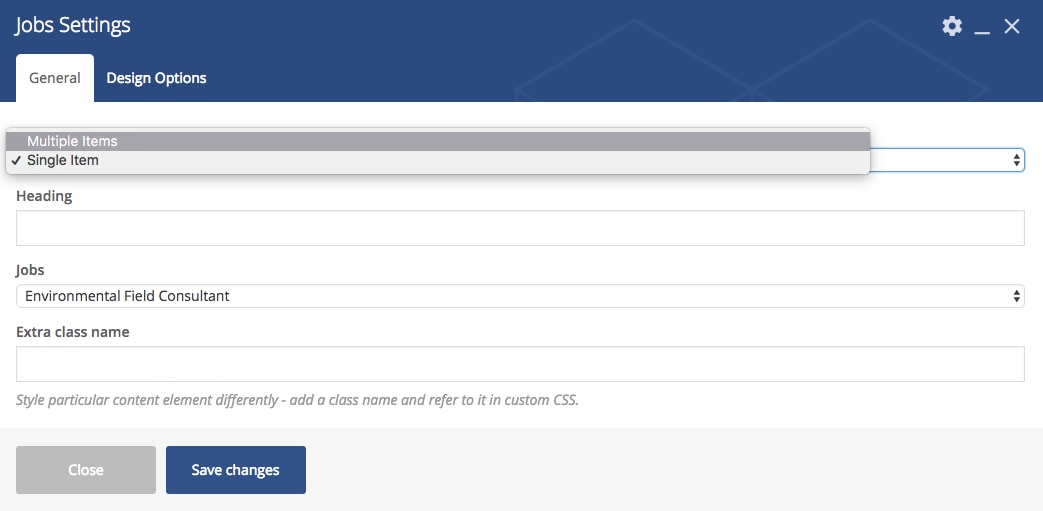 Jobs Settings
General
Design Options
Multiple Items
✓ Single Item
Heading
Jobs
Environmental Field Consultant
Extra class name
Style particular content element differently - add a class name and refer to it in custom CSS.
Close
Save changes